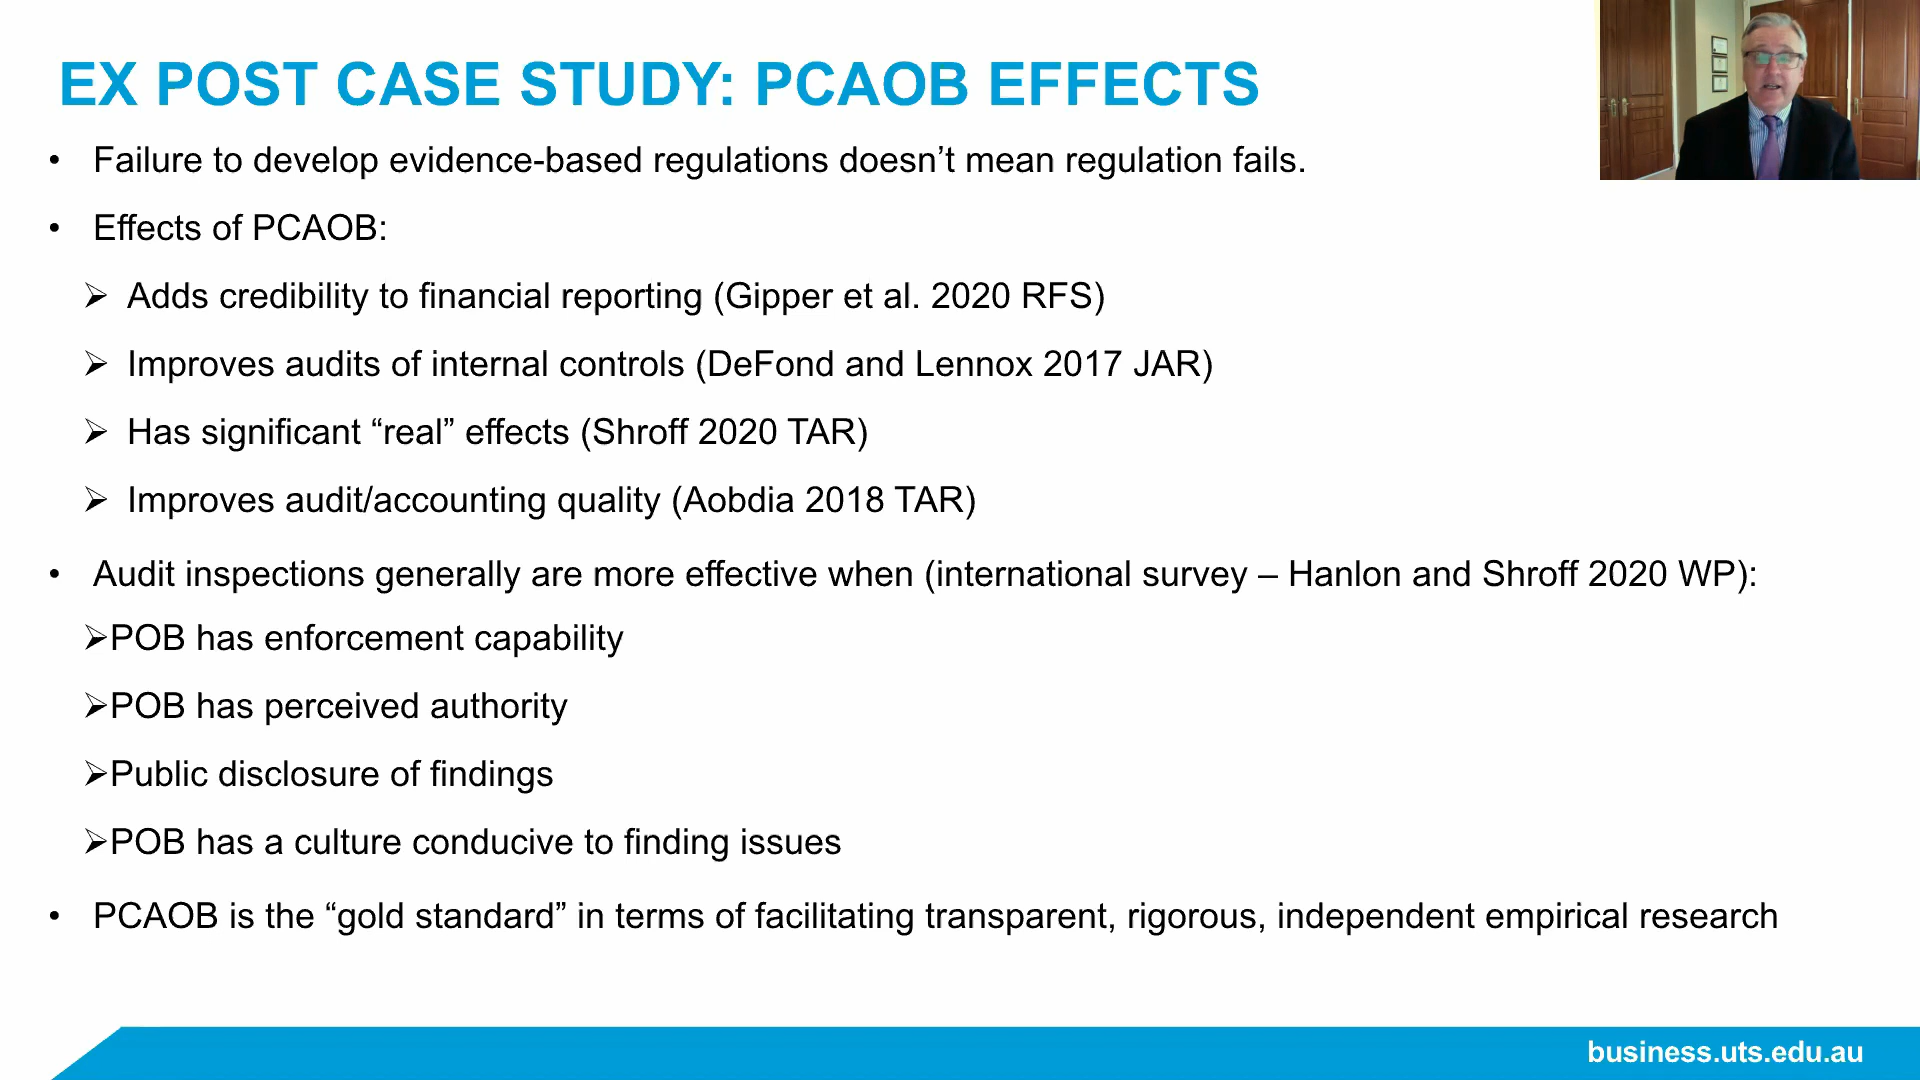 EX POST CASE STUDY: PCAOB EFFECTS
• Failure to develop evidence-based regulations doesn’t mean regulation fails.
• Effects of PCAOB:
➢ Adds credibility to financial reporting (Gipper et al. 2020 RFS)
➢ Improves audits of internal controls (DeFond and Lennox 2017 JAR)
➢ Has significant “real” effects (Shroff 2020 TAR)
➢ Improves audit/accounting quality (Aobdia 2018 TAR)
• Audit inspections generally are more effective when (international survey – Hanlon and Shroff 2020 WP):
➢POB has enforcement capability
➢POB has perceived authority
➢Public disclosure of findings
➢POB has a culture conducive to finding issues
• PCAOB is the “gold standard” in terms of facilitating transparent, rigorous, independent empirical research
business.uts.edu.au